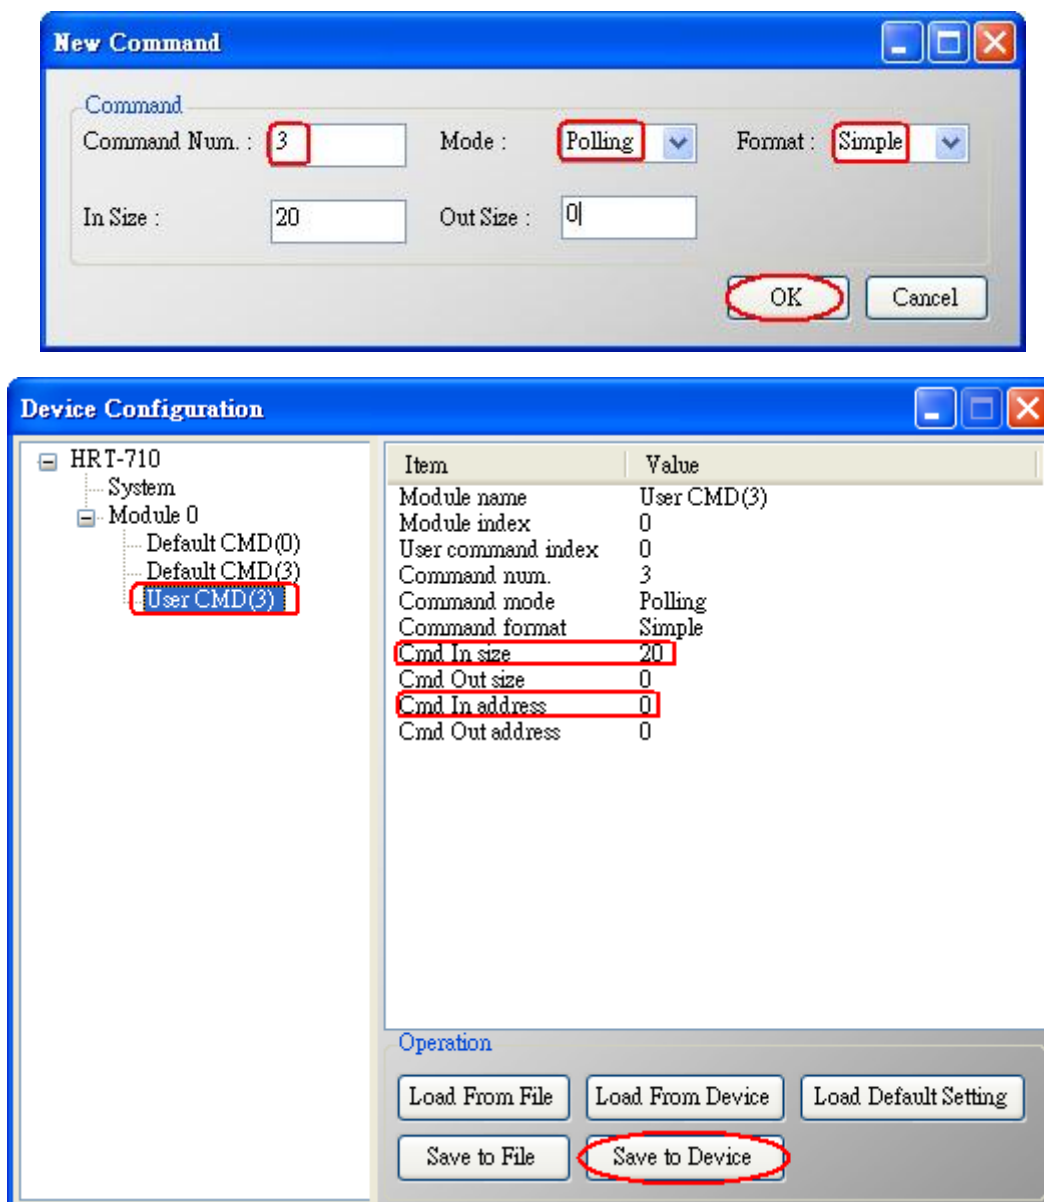 New Command
Command
Command Num. : 3 Mode : Polling Format : Simple
In Size : 20 Out Size : 0
OK Cancel
Device Configuration
HRT-710
System
Module 0
Default CMD(0)
Default CMD(3)
User CMD(3)
Item Value
Module name User CMD(3)
Module index 0
User command index 0
Command num. 3
Command mode Polling
Command format Simple
Cmd In size 20
Cmd Out size 0
Cmd In address 0
Cmd Out address 0
Operation
Load From File Load From Device Load Default Setting
Save to File Save to Device